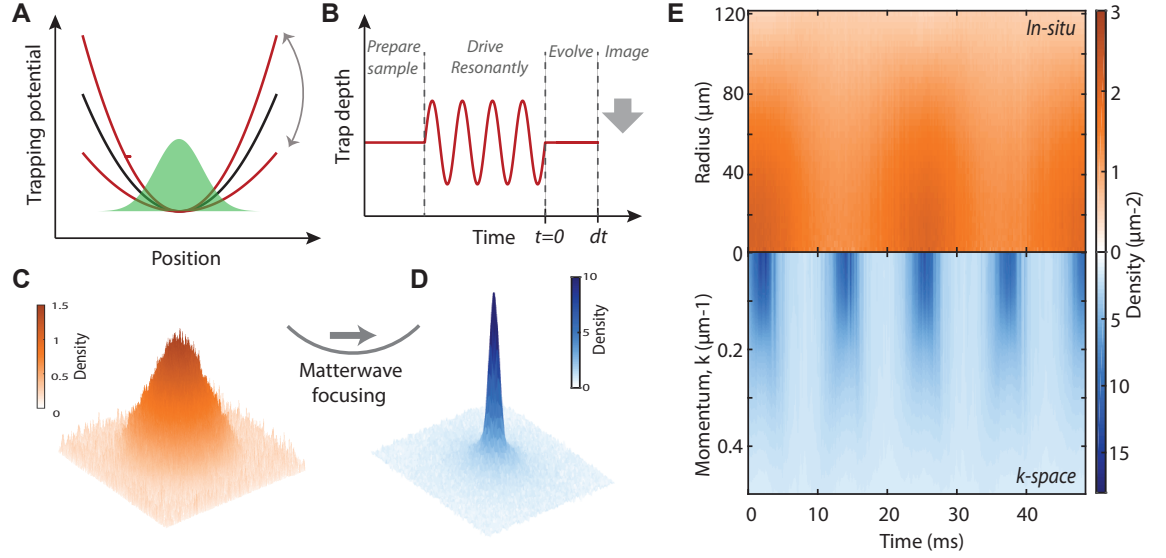 A
Trapping potential
Position
B
Prepare
sample
Drive
Resonantly
Evolve
Image
Trap depth
Time
t=0
dt
C
1.5
1
0.5
0
Density
Matterwave
focusing
D
10
5
0
Density
E
In-situ
120
80
40
0
Radius (μm)
0.2
0.4
Momentum, k (μm-1)
k-space
0
10
20
30
40
Time (ms)
3
2
1
0
5
10
15
Density (μm-2)